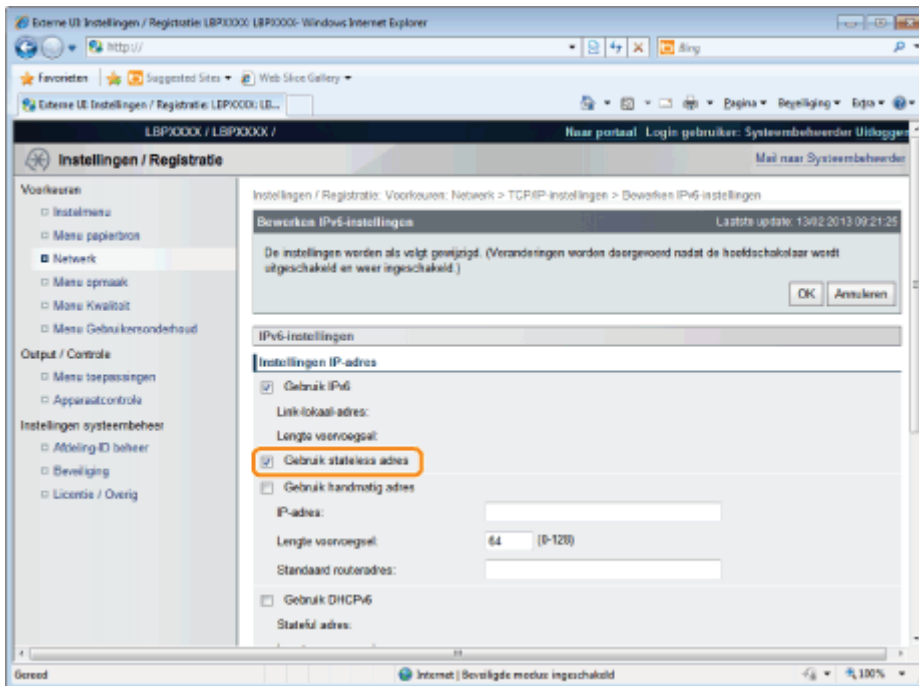 Externe UI: Instellingen / Registratie: LBPXXXX: LBPXXXX- Windows Internet Explorer
http://
Bing
Favorieten Suggested Sites Web Slice Gallery
Externe UI: Instellingen / Registratie: LBPXXXX: LB... Pagina Beveiliging Extra
LBPXXXX / LBPXXXX / Naar portaal Login gebruiker: Systeembeheerder Uitloggen
Instellingen / Registratie Mail naar Systeembeheerder
Voorkeuren
Instelmenu
Menu papierbron
Netwerk
Menu opmaak
Menu Kwaliteit
Menu Gebruikersonderhoud
Output / Controle
Menu toepassingen
Apparaatcontrole
Instellingen systeembeheer
Afdeling-ID beheer
Beveiliging
Licentie / Overig
Instellingen / Registratie: Voorkeuren: Netwerk > TCP/IP-instellingen > Bewerken IPv6-instellingen
Bewerken IPv6-instellingen Laatste update: 13/02 2013 09:21:25
De instellingen worden als volgt gewijzigd. (Veranderingen worden doorgevoerd nadat de hoofdschakelaar wordt
uitgeschakeld en weer ingeschakeld.)
OK Annuleren
IPv6-instellingen
Instellingen IP-adres
Gebruik IPv6
Link-lokaal-adres:
Lengte voorvoegsel:
Gebruik stateless adres
Gebruik handmatig adres
IP-adres:
Lengte voorvoegsel: 64 (0-128)
Standaard routeradres:
Gebruik DHCPv6
Stateful adres:
Gereed Internet | Beveiligde modus: ingeschakeld 100%